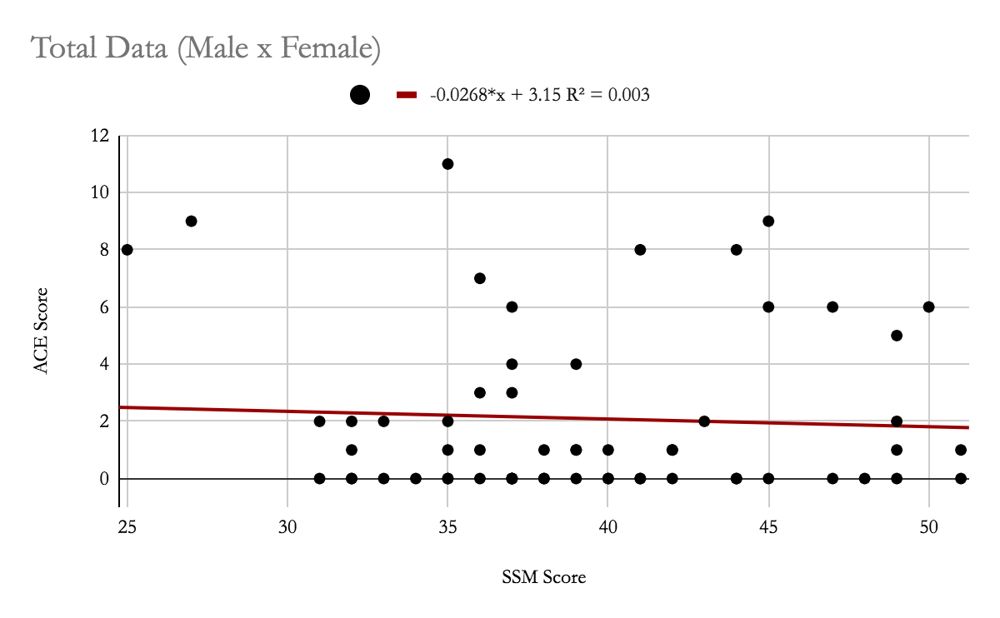 Total Data (Male x Female)
-0.0268*x + 3.15 R² = 0.003
12
10
8
6
4
2
0
ACE Score
25 30 35 40 45 50
SSM Score